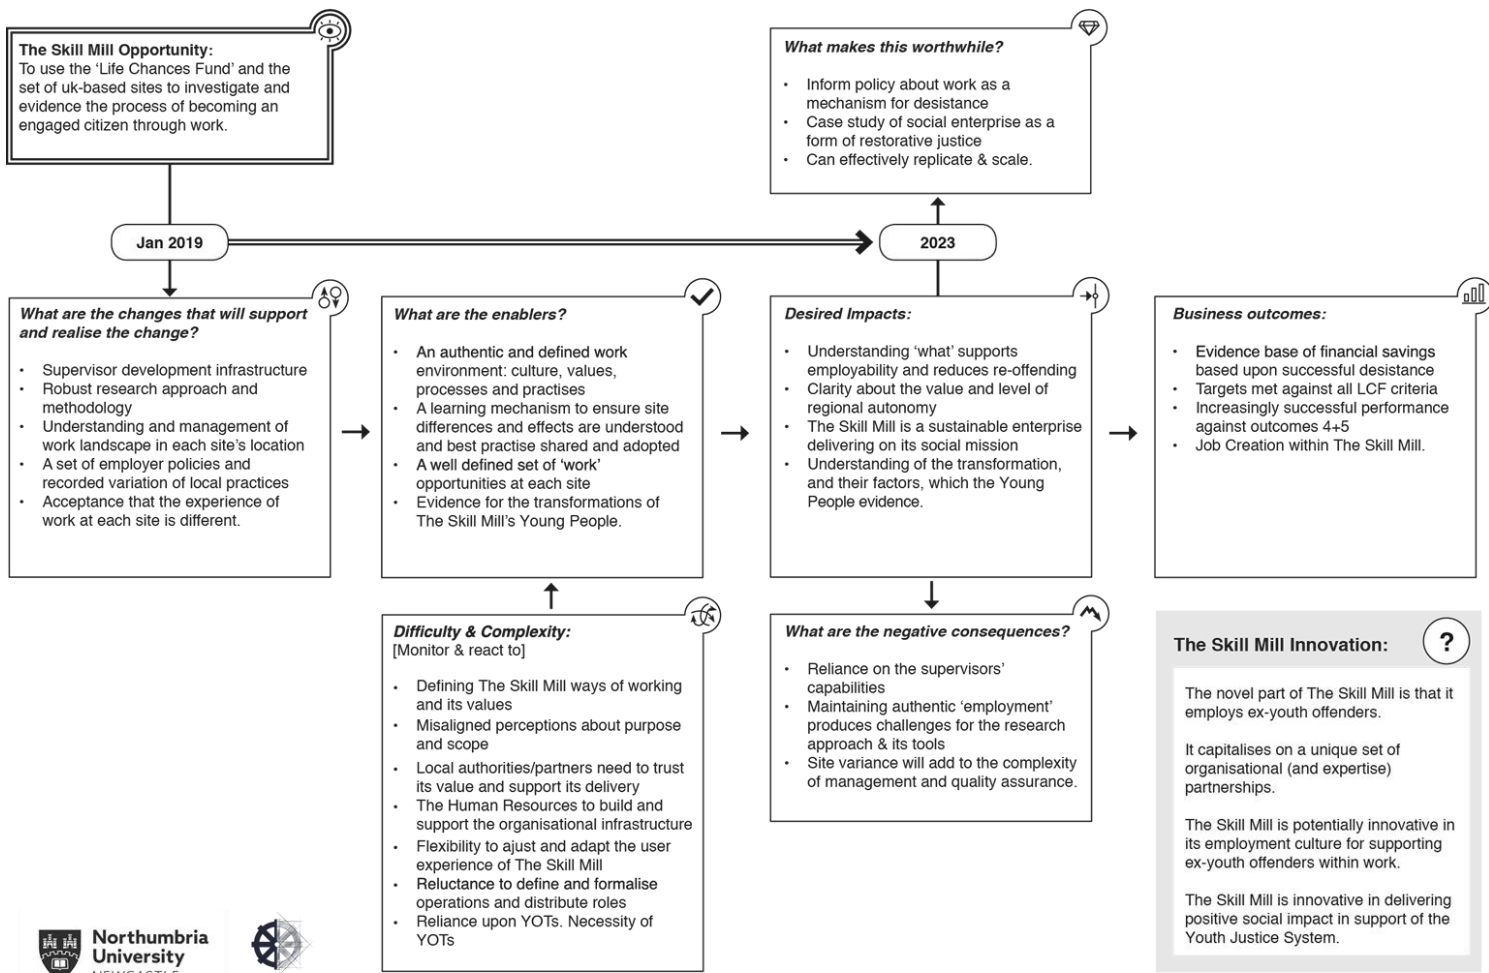 The Skill Mill Opportunity:
To use the ‘Life Chances Fund’ and the
set of uk-based sites to investigate and
evidence the process of becoming an
engaged citizen through work.
What makes this worthwhile?
• Inform policy about work as a
mechanism for desistance
• Case study of social enterprise as a
form of restorative justice
• Can effectively replicate & scale.
Jan 2019
2023
What are the changes that will support
and realise the change?
• Supervisor development infrastructure
• Robust research approach and
methodology
• Understanding and management of
work landscape in each site’s location
• A set of employer policies and
recorded variation of local practices
• Acceptance that the experience of
work at each site is different.
What are the enablers?
• An authentic and defined work
environment: culture, values,
processes and practises
• A learning mechanism to ensure site
differences and effects are understood
and best practise shared and adopted
• A well defined set of ‘work’
opportunities at each site
• Evidence for the transformations of
The Skill Mill’s Young People.
Desired Impacts:
• Understanding ‘what’ supports
employability and reduces re-offending
• Clarity about the value and level of
regional autonomy
• The Skill Mill is a sustainable enterprise
delivering on its social mission
• Understanding of the transformation,
and their factors, which the Young
People evidence.
Business outcomes:
• Evidence base of financial savings
based upon successful desistance
• Targets met against all LCF criteria
• Increasingly successful performance
against outcomes 4+5
• Job Creation within The Skill Mill.
Difficulty & Complexity:
[Monitor & react to]
• Defining The Skill Mill ways of working
and its values
• Misaligned perceptions about purpose
and scope
• Local authorities/partners need to trust
its value and support its delivery
• The Human Resources to build and
support the organisational infrastructure
• Flexibility to ajust and adapt the user
experience of The Skill Mill
• Reluctance to define and formalise
operations and distribute roles
• Reliance upon YOTs. Necessity of
YOTs
What are the negative consequences?
• Reliance on the supervisors’
capabilities
• Maintaining authentic ‘employment’
produces challenges for the research
approach & its tools
• Site variance will add to the complexity
of management and quality assurance.
The Skill Mill Innovation:
?
The novel part of The Skill Mill is that it
employs ex-youth offenders.
It capitalises on a unique set of
organisational (and expertise)
partnerships.
The Skill Mill is potentially innovative in
its employment culture for supporting
ex-youth offenders within work.
The Skill Mill is innovative in delivering
positive social impact in support of the
Youth Justice System.
Northumbria
University
NEWCASTLE